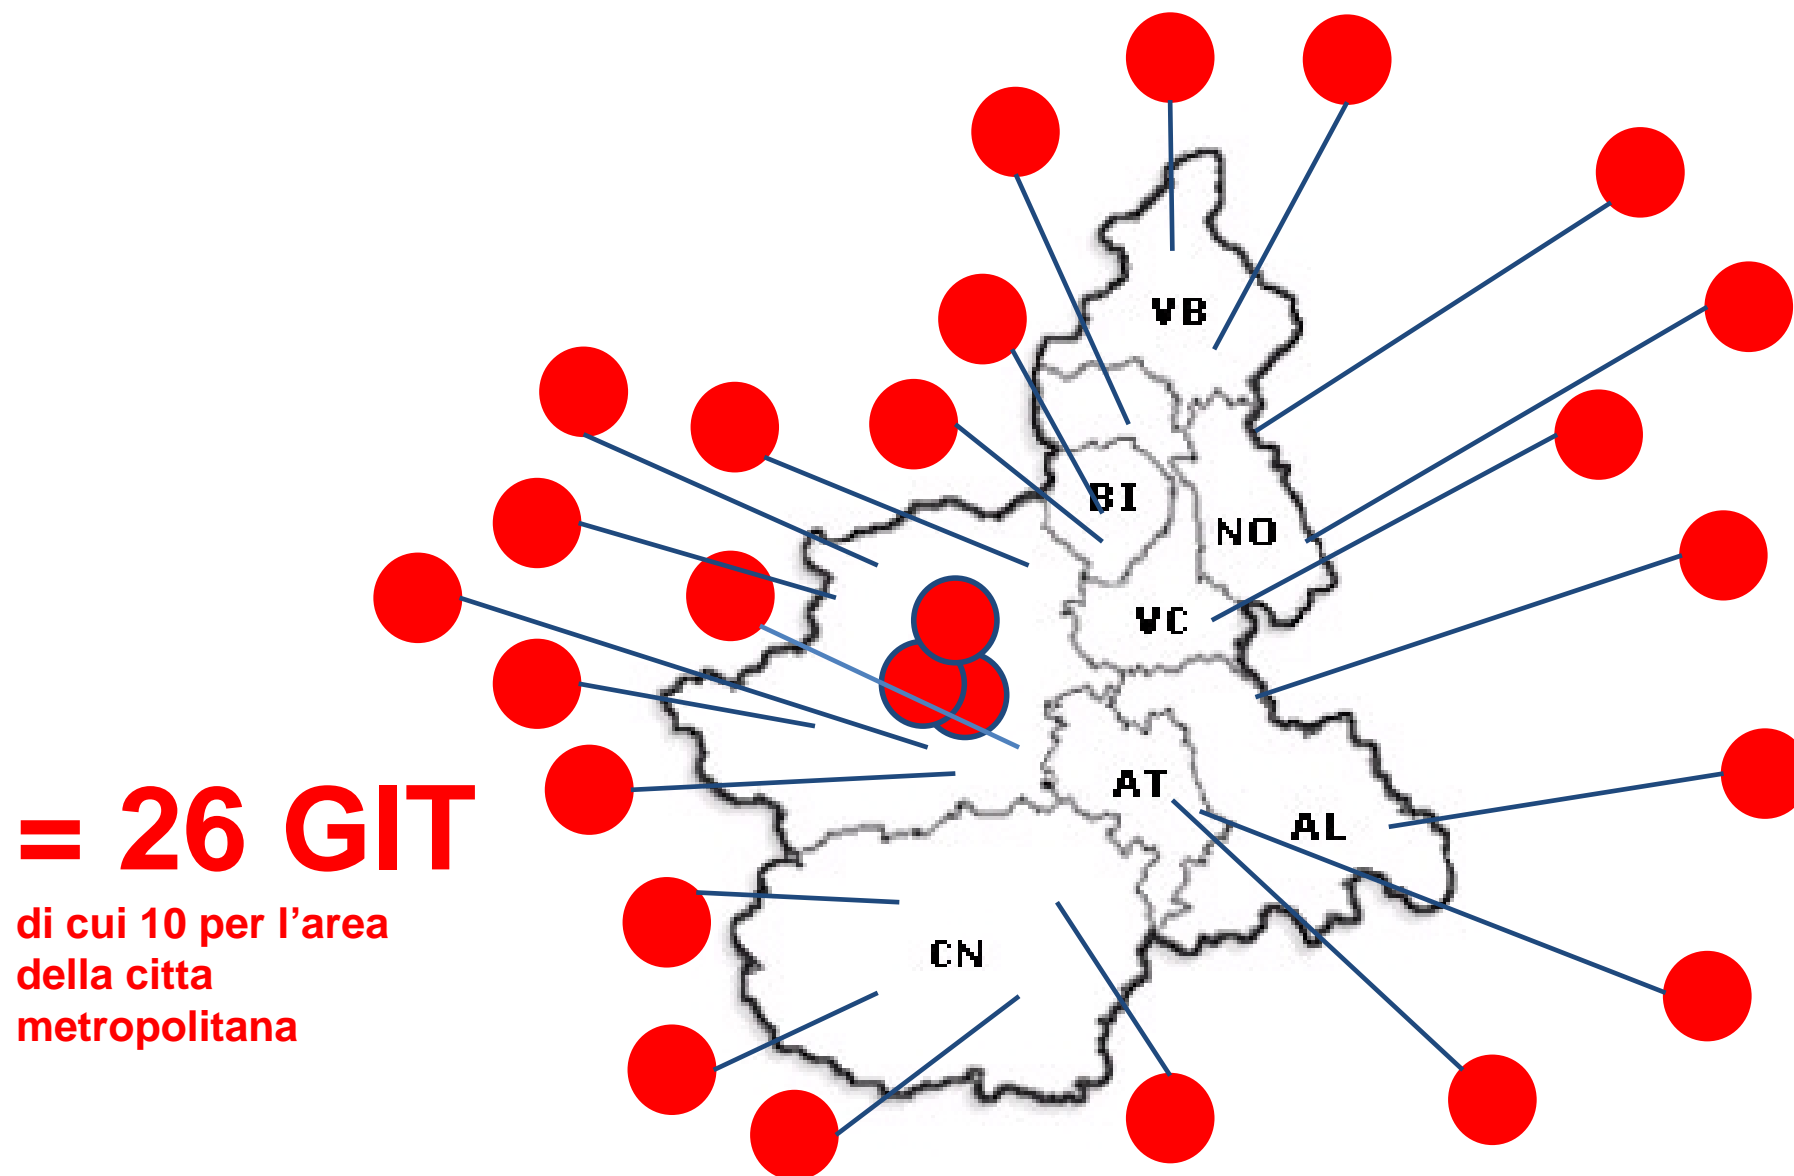 VB
BI
NO
VC
= 26 GIT
AT
AL
di cui 10 per l’area
della citta
metropolitana
CN